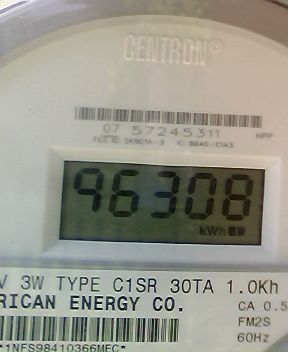 CENTRON®
07 57245311
HPP
96308
kWh
V 3W TYPE C1SR 30TA 1.0Kh
RICAN ENERGY CO.
CA 0.5
FM2S
60Hz
*1NFS98410366MEC*